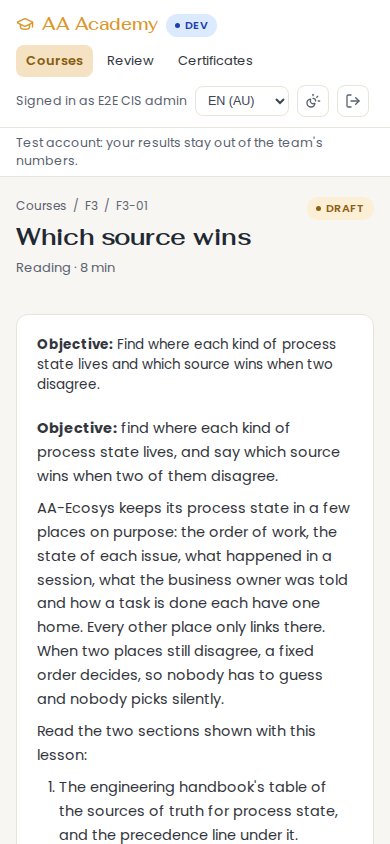 AA Academy
DEV
Courses
Review
Certificates
Signed in as E2E CIS admin
EN (AU)
Test account: your results stay out of the team's
numbers.
Courses / F3 / F3-01
DRAFT
Which source wins
Reading · 8 min
Objective: Find where each kind of process
state lives and which source wins when two
disagree.
Objective: find where each kind of
process state lives, and say which source
wins when two of them disagree.
AA-Ecosys keeps its process state in a few
places on purpose: the order of work, the
state of each issue, what happened in a
session, what the business owner was told
and how a task is done each have one
home. Every other place only links there.
When two places still disagree, a fixed
order decides, so nobody has to guess
and nobody picks silently.
Read the two sections shown with this
lesson:
1. The engineering handbook's table of
the sources of truth for process state,
and the precedence line under it.